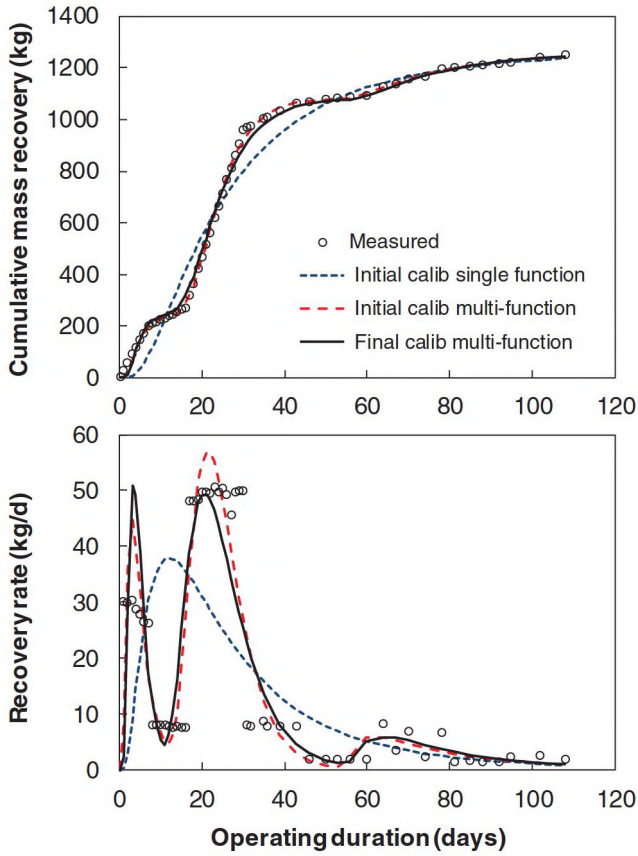 Cumulative mass recovery (kg)
1400
1200
1000
800
600
400
200
0
Measured
Initial calib single function
Initial calib multi-function
Final calib multi-function
0 20 40 60 80 100 120
Recovery rate (kg/d)
60
50
40
30
20
10
0
0 20 40 60 80 100 120
Operating duration (days)